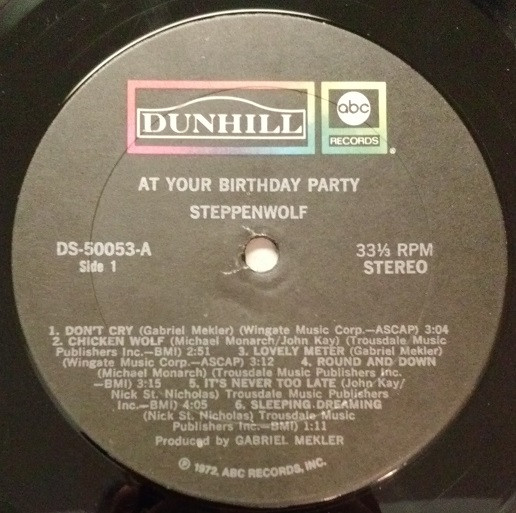 DUNHILL
abc
RECORDS
AT YOUR BIRTHDAY PARTY
STEPPENWOLF
DS-50053-A
Side 1
33⅓ RPM
STEREO
1. DON'T CRY (Gabriel Mekler) (Wingate Music Corp.—ASCAP) 3:04
2. CHICKEN WOLF (Michael Monarch/John Kay) (Trousdale Music
Publishers Inc.—BMI) 2:51 3. LOVELY METER (Gabriel Mekler)
(Wingate Music Corp.—ASCAP) 3:12 4. ROUND AND DOWN
(Michael Monarch) (Trousdale Music Publishers Inc.
—BMI) 3:15 5. IT'S NEVER TOO LATE (John Kay/
Nick St. Nicholas) Trousdale Music Publishers
Inc.—BMI) 4:05 6. SLEEPING DREAMING
(Nick St. Nicholas) Trousdale Music
Publishers Inc.—BMI) 1:11
Produced by GABRIEL MEKLER
Ⓟ 1972, ABC RECORDS, INC.